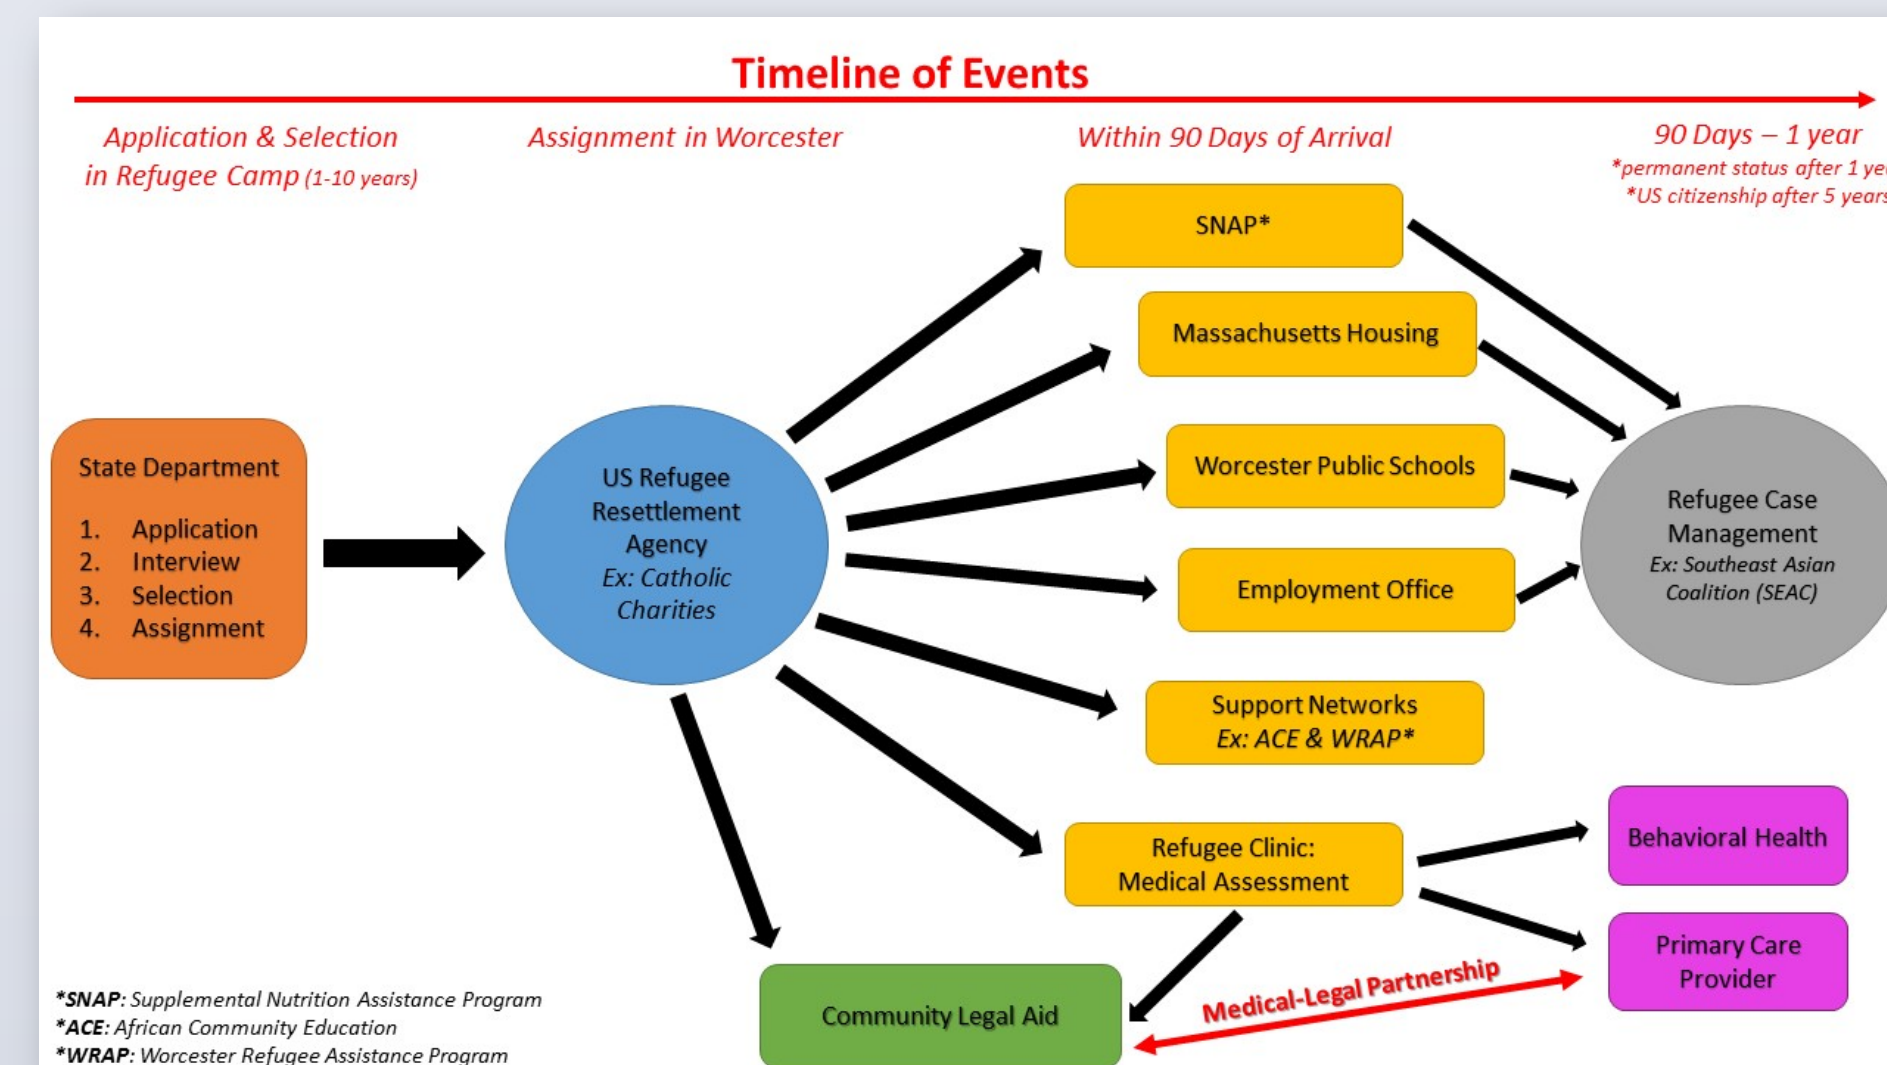 Timeline of Events
Application & Selection
in Refugee Camp (1-10 years)
Assignment in Worcester
Within 90 Days of Arrival
90 Days – 1 year
*permanent status after 1
*US citizenship after 5 years
SNAP*
Massachusetts Housing
Worcester Public Schools
Employment Office
Support Networks
Ex: ACE & WRAP*
Refugee Clinic:
Medical Assessment
State Department
1. Application
2. Interview
3. Selection
4. Assignment
US Refugee
Resettlement
Agency
Ex: Catholic
Charities
Refugee Case
Management
Ex: Southeast Asian
Coalition (SEAC)
Behavioral Health
Primary Care
Provider
Medical-Legal Partnership
Community Legal Aid
*SNAP: Supplemental Nutrition Assistance Program
*ACE: African Community Education
*WRAP: Worcester Refugee Assistance Program